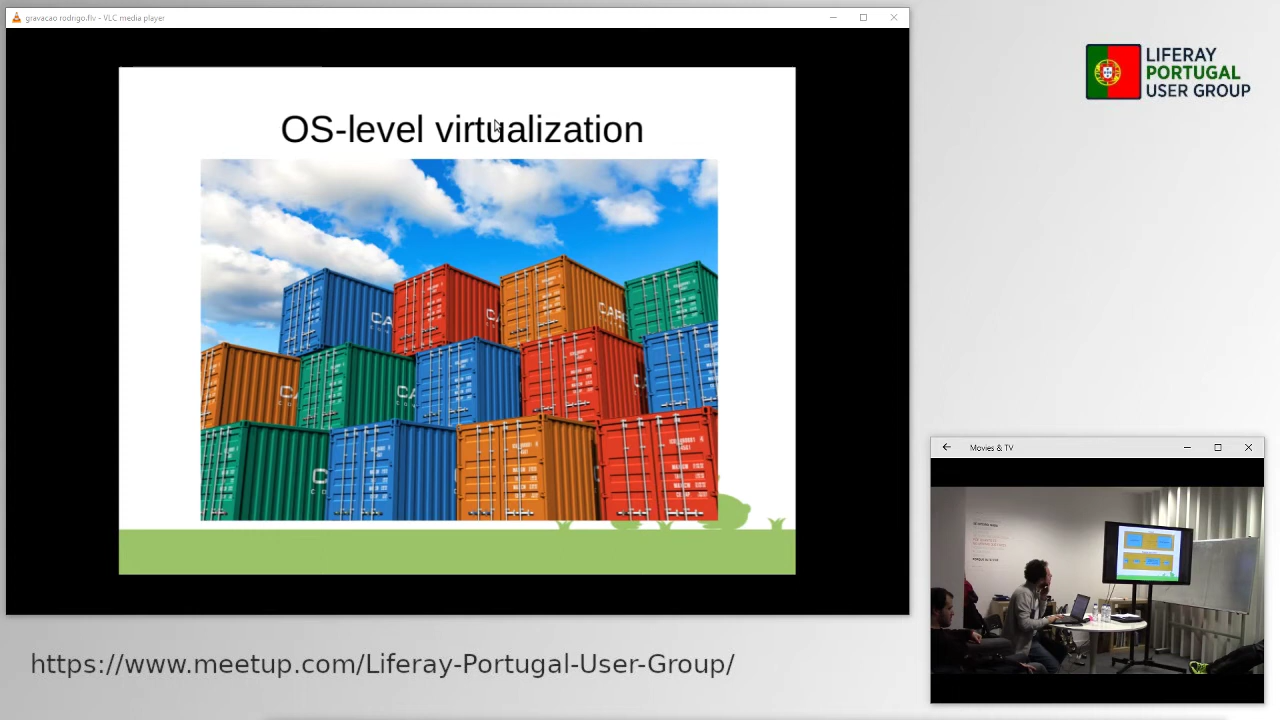 gravacao rodrigo.flv - VLC media player
LIFERAY
PORTUGAL
USER GROUP
OS-level virtualization
Movies & TV
https://www.meetup.com/Liferay-Portugal-User-Group/